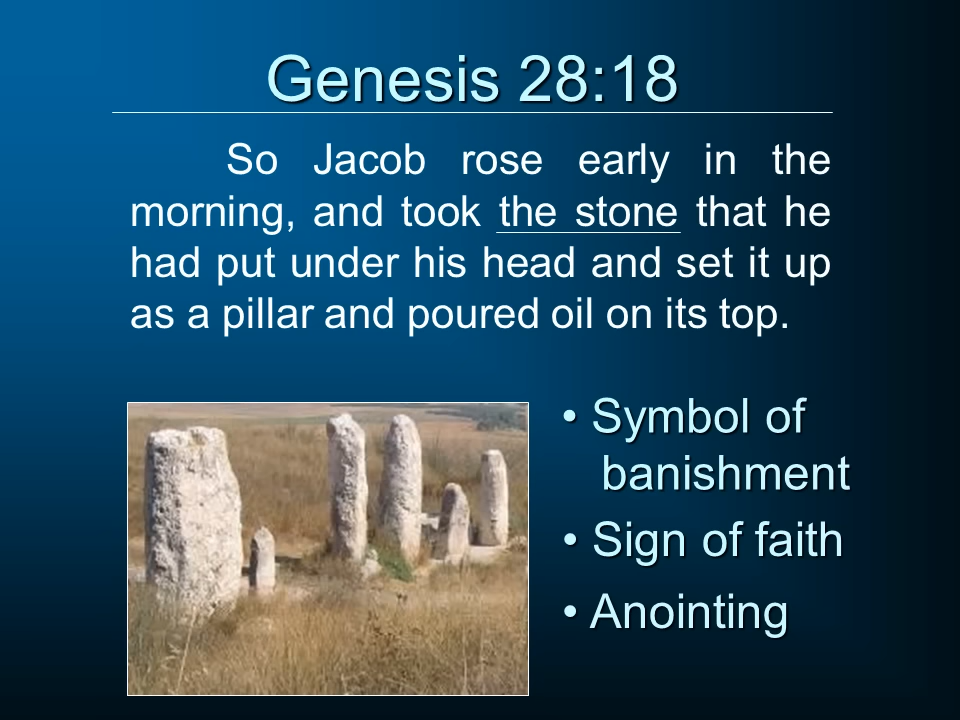 Genesis 28:18
So Jacob rose early in the
morning, and took the stone that he
had put under his head and set it up
as a pillar and poured oil on its top.
• Symbol of
banishment
• Sign of faith
• Anointing